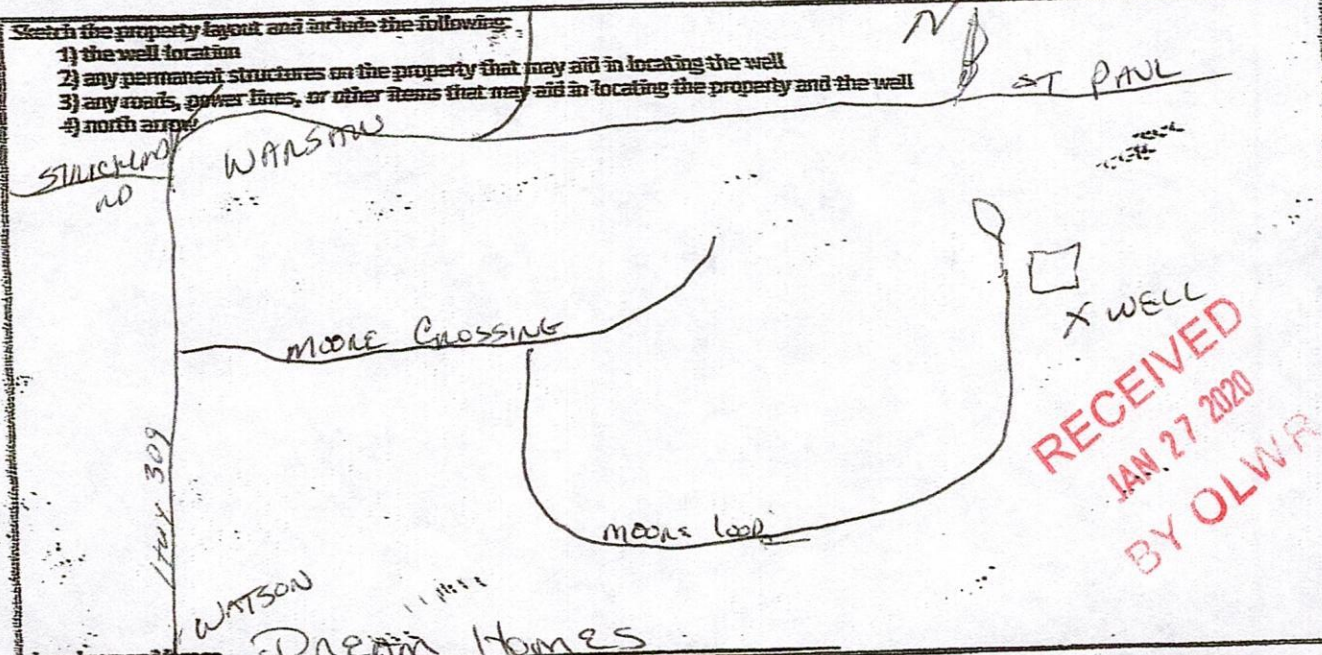 Sketch the property layout and include the following:
1) the well location
2) any permanent structures on the property that may aid in locating the well
3) any roads, power lines, or other items that may aid in locating the property and the well
4) north arrow
N
ST PAUL
WARSAW
RD
X WELL
MOORE CROSSING
RECEIVED
JAN 27 2020
BY OLWR
HWY 309
MOORE LOOP
WATSON
DREAM HOMES